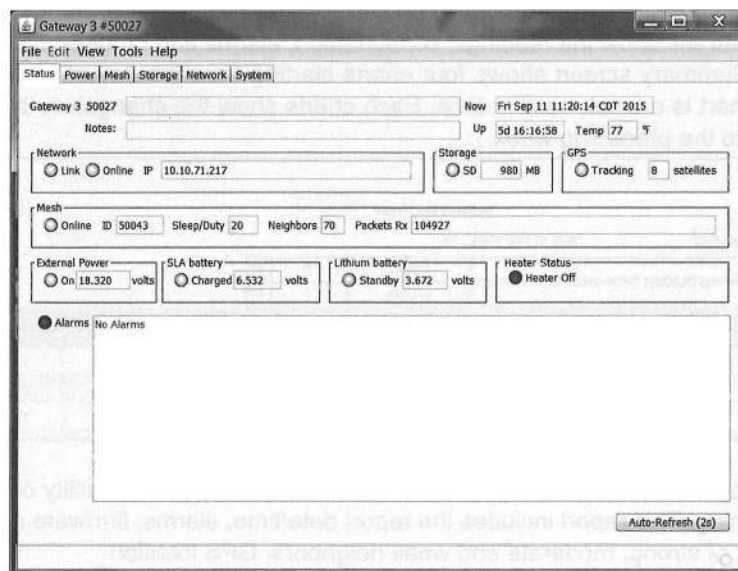 Gateway 3 #50027
File Edit View Tools Help
Status Power Mesh Storage Network System
Gateway 3 50027 Now Fri Sep 11 11:20:14 CDT 2015
Notes: Up 5d 16:16:58 Temp 77 °F
Network Storage GPS
Link Online IP 10.10.71.217 SD 980 MB Tracking 8 satellites
Mesh
Online ID 50043 Sleep/Duty 20 Neighbors 70 Packets Rx 104927
External Power SLA battery Lithium battery Heater Status
On 18.320 volts Charged 6.532 volts Standby 3.672 volts Heater Off
Alarms No Alarms
Auto-Refresh (2s)